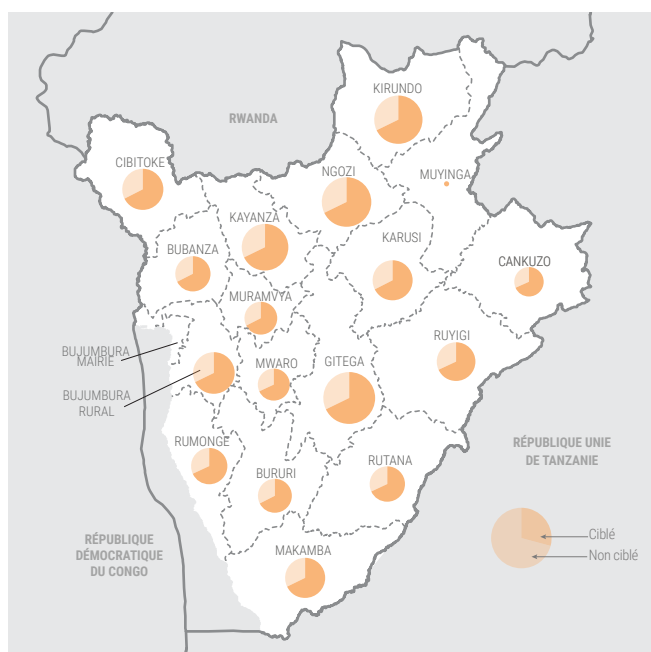 KIRUNDO
RWANDA
CIBITOKE
NGOZI
MUYINGA
KAYANZA
KARUSI
BUBANZA
CANKUZO
MURAMVYA
RUYIGI
BUJUMBURA
MAIRIE
MWARO
GITEGA
BUJUMBURA
RURAL
RUMONGE
BURURI
RUTANA
RÉPUBLIQUE UNIE
DE TANZANIE
RÉPUBLIQUE
DÉMOCRATIQUE
DU CONGO
MAKAMBA
Ciblé
Non ciblé